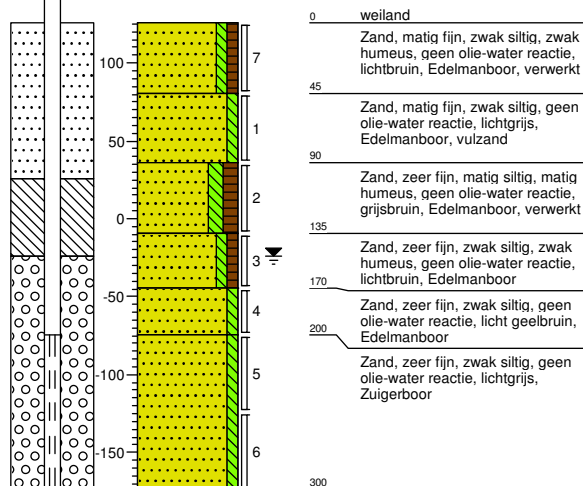 0 weiland
Zand, matig fijn, zwak siltig, zwak
humeus, geen olie-water reactie,
lichtbruin, Edelmanboor, verwerkt
45
Zand, matig fijn, zwak siltig, geen
olie-water reactie, lichtgrijs,
Edelmanboor, vulzand
90
Zand, zeer fijn, matig siltig, matig
humeus, geen olie-water reactie,
grijsbruin, Edelmanboor, verwerkt
135
Zand, zeer fijn, zwak siltig, zwak
humeus, geen olie-water reactie,
lichtbruin, Edelmanboor
170
Zand, zeer fijn, zwak siltig, geen
olie-water reactie, licht geelbruin,
Edelmanboor
200
Zand, zeer fijn, zwak siltig, geen
olie-water reactie, lichtgrijs,
Zuigerboor
300
100
50
0
-50
-100
-150
7
1
2
3
4
5
6